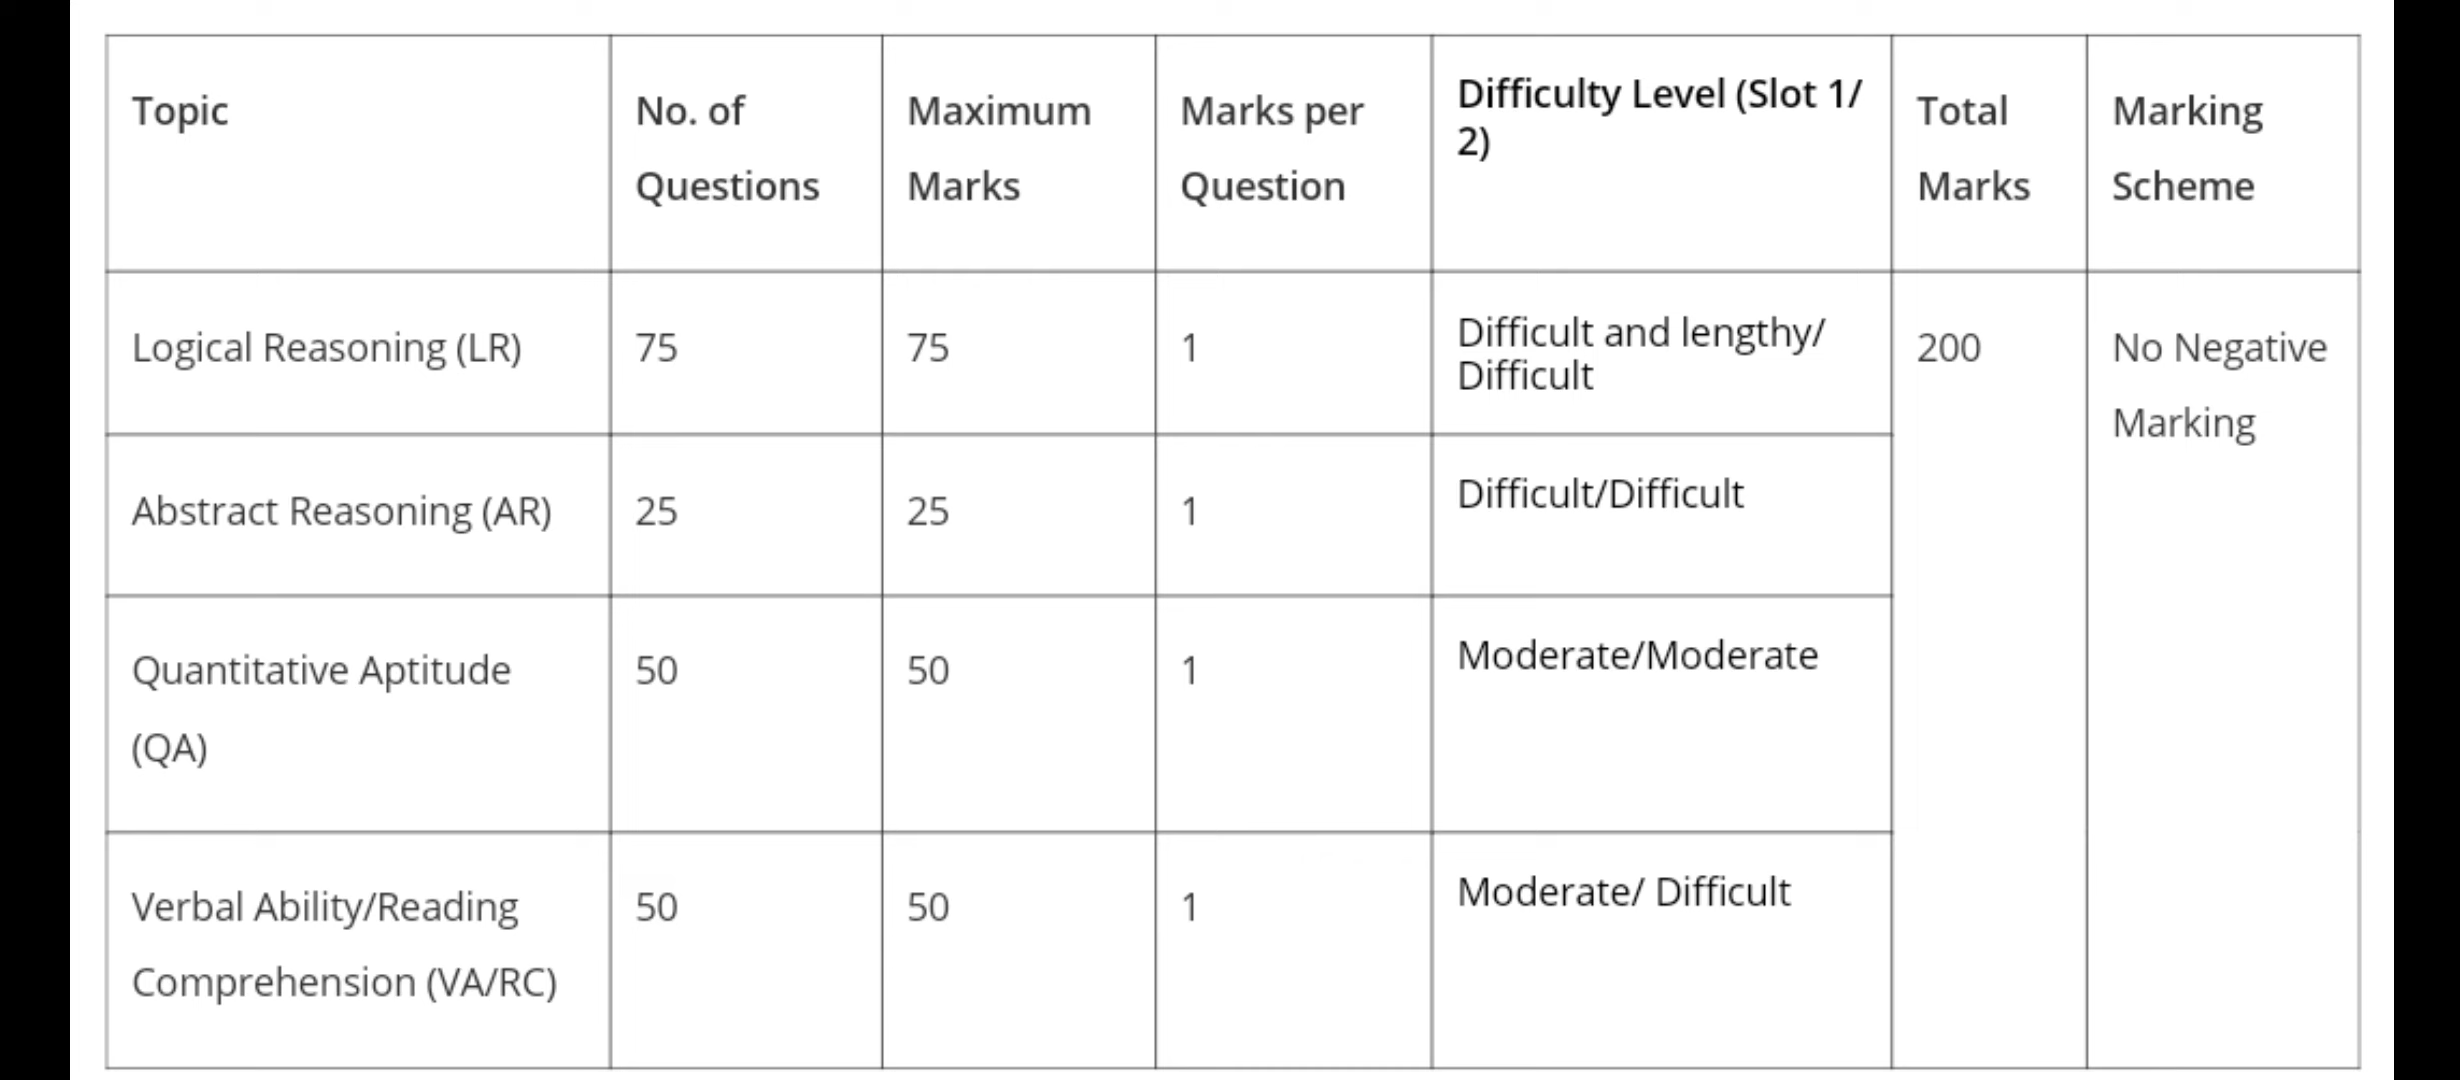 Topic
No. of
Questions
Maximum
Marks
Marks per
Question
Difficulty Level (Slot 1/
2)
Total
Marks
Marking
Scheme
Logical Reasoning (LR)
75
75
1
Difficult and lengthy/
Difficult
200
No Negative
Marking
Abstract Reasoning (AR)
25
25
1
Difficult/Difficult
Quantitative Aptitude
(QA)
50
50
1
Moderate/Moderate
Verbal Ability/Reading
Comprehension (VA/RC)
50
50
1
Moderate/ Difficult